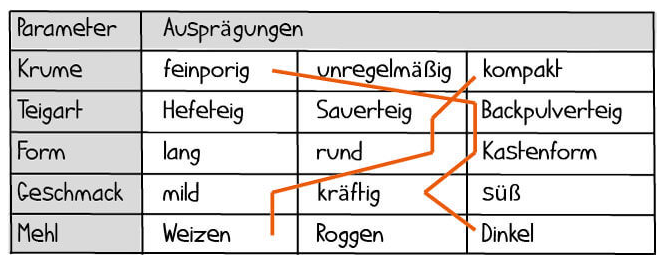 Parameter Ausprägungen
Krume feinporig unregelmäßig kompakt
Teigart Hefeteig Sauerteig Backpulverteig
Form lang rund Kastenform
Geschmack mild kräftig süß
Mehl Weizen Roggen Dinkel